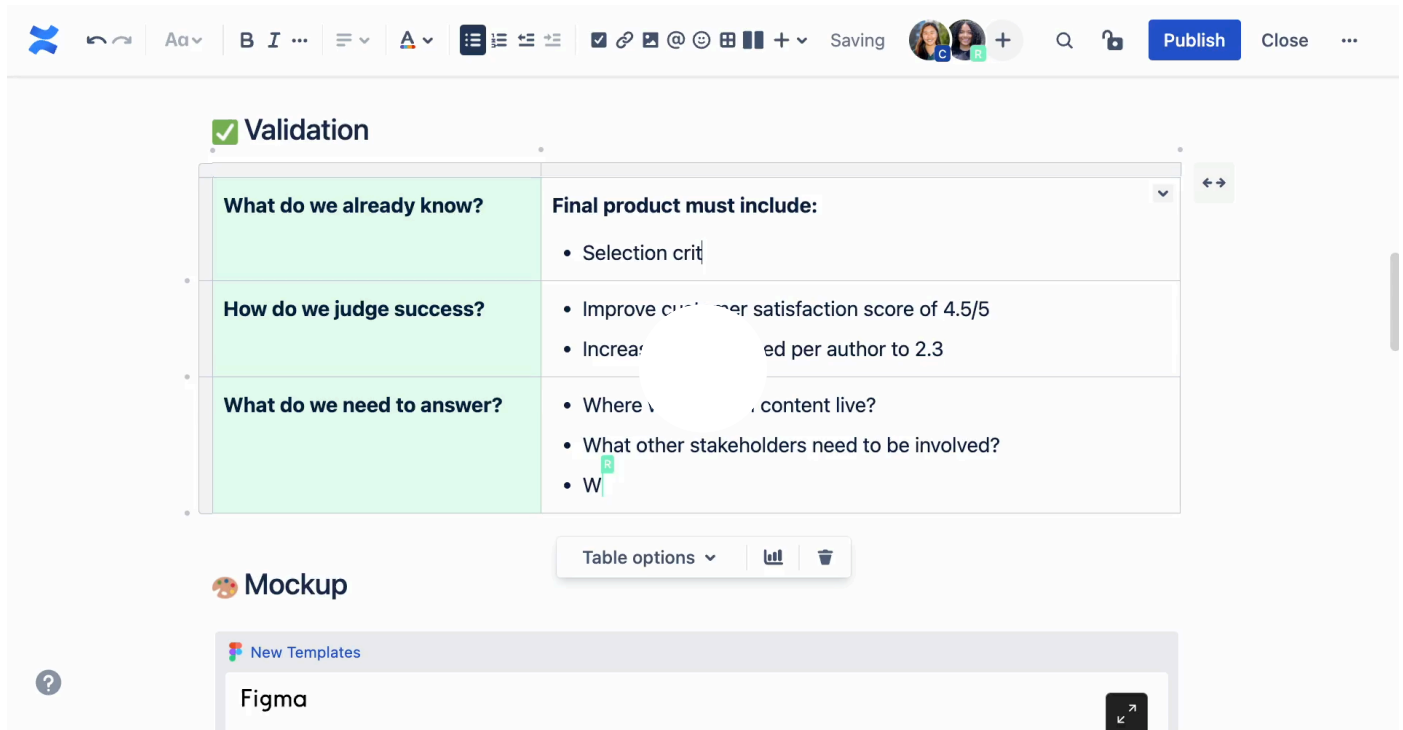 Aa
B I
A
@
Saving
C
R
Publish
Close
Validation
What do we already know?
Final product must include:
Selection crit
How do we judge success?
Improve satisfaction score of 4.5/5
per author to 2.3
What do we need to answer?
Where content live?
What other stakeholders need to be involved?
R
W
Table options
Mockup
New Templates
Figma
?